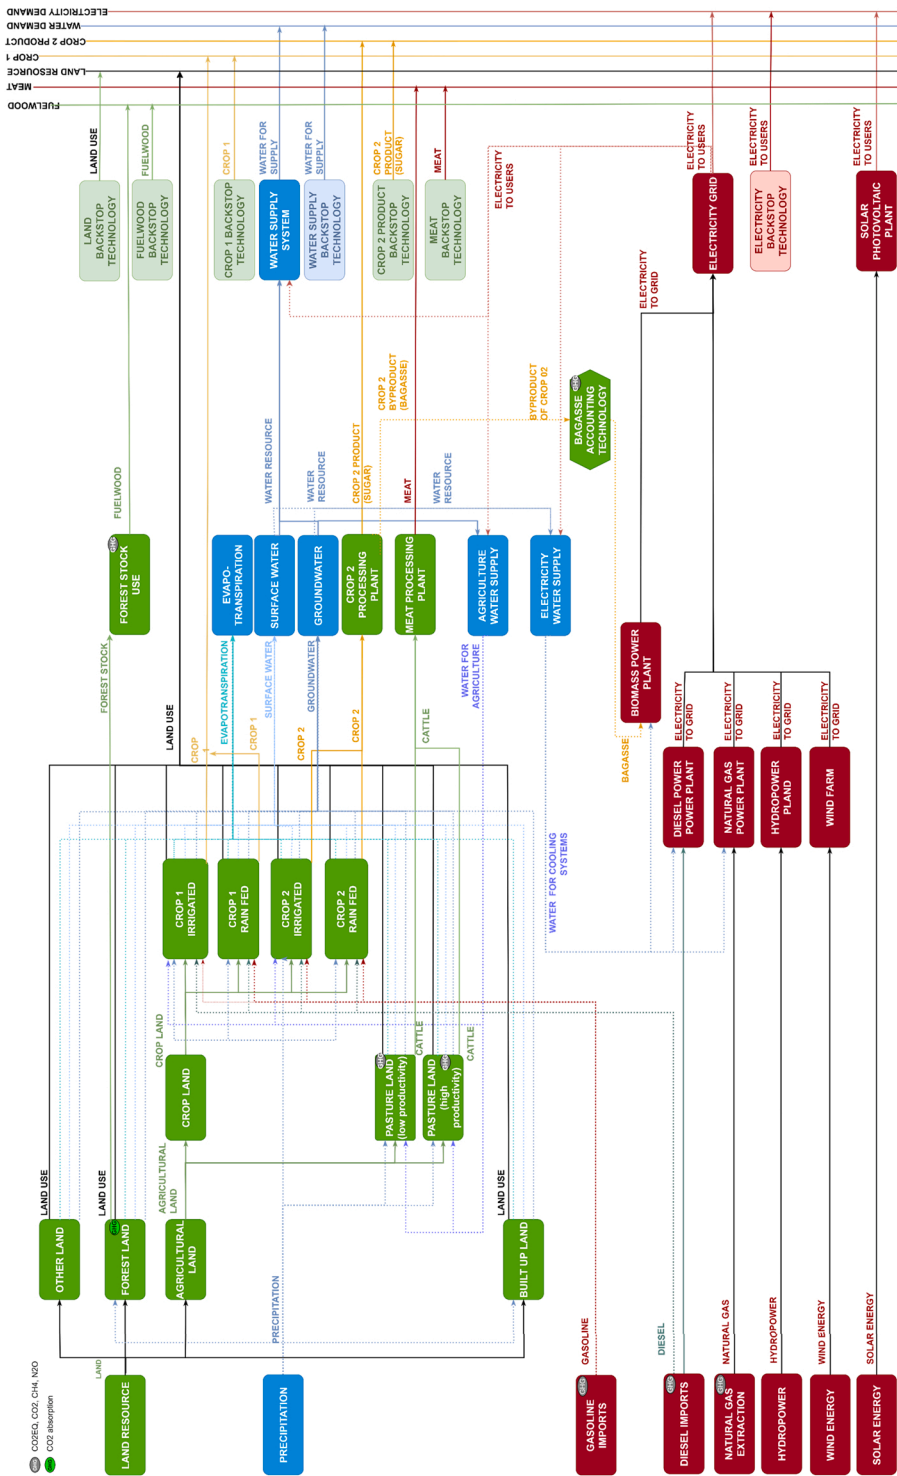 GHG CO2EQ, CO2, CH4, N2O
GHG CO2 absorption
LAND RESOURCE
PRECIPITATION
GHG
GASOLINE
IMPORTS
GHG
DIESEL IMPORTS
GHG
NATURAL GAS
EXTRACTION
HYDROPOWER
WIND ENERGY
SOLAR ENERGY
LAND
PRECIPITATION
GASOLINE
DIESEL
NATURAL GAS
HYDROPOWER
WIND ENERGY
SOLAR ENERGY
OTHER LAND
GHG
FOREST LAND
AGRICULTURAL
LAND
BUILT UP LAND
LAND USE
LAND USE
AGRICULTURAL
LAND
LAND USE
CROP LAND
GHG
PASTURE LAND
(low productivity)
PASTURE LAND
(high
productivity)
GHG
CROP LAND
CATTLE
CATTLE
CROP 1
IRRIGATED
CROP 1
RAIN FED
CROP 2
IRRIGATED
CROP 2
RAIN FED
WATER FOR COOLING
SYSTEMS
DIESEL POWER
POWER PLANT
NATURAL GAS
POWER PLANT
HYDROPOWER
PLAND
WIND FARM
FOREST STOCK
LAND USE
CROP
1
EVAPOTRANSPIRATION
CROP 1
SURFACE WATER
CROP 2
GROUNDWATER
CROP 2
CATTLE
WATER FOR
AGRICULTURE
BAGASSE
ELECTRICITY
TO GRID
ELECTRICITY
TO GRID
ELECTRICITY
TO GRID
ELECTRICITY
TO GRID
BIOMASS POWER
PLANT
GHG
FOREST STOCK
USE
EVAPO-
TRANSPIRATION
SURFACE WATER
GROUNDWATER
CROP 2
PROCESSING
PLANT
MEAT PROCESSING
PLANT
AGRICULTURE
WATER SUPPLY
ELECTRICITY
WATER SUPPLY
FUELWOOD
WATER RESOURCE
WATER
RESOURCE
CROP 2 PRODUCT
(SUGAR)
CROP 2
BYPRODUCT
(BAGASSE)
MEAT
WATER
RESOURCE
BYPRODUCT
OF CROP 02
GHG
BAGASSE
ACCOUNTING
TECHNOLOGY
ELECTRICITY
TO GRID
LAND
BACKSTOP
TECHNOLOGY
FUELWOOD
BACKSTOP
TECHNOLOGY
CROP 1 BACKSTOP
TECHNOLOGY
WATER SUPPLY
SYSTEM
WATER SUPPLY
BACKSTOP
TECHNOLOGY
CROP 2 PRODUCT
BACKSTOP
TECHNOLOGY
MEAT
BACKSTOP
TECHNOLOGY
ELECTRICITY GRID
ELECTRICITY
BACKSTOP
TECHNOLOGY
SOLAR
PHOTOVOLTAIC
PLANT
LAND USE
FUELWOOD
CROP 1
WATER FOR
SUPPLY
WATER FOR
SUPPLY
CROP 2
PRODUCT
(SUGAR)
MEAT
ELECTRICITY
TO USERS
ELECTRICITY
TO USERS
ELECTRICITY
TO USERS
ELECTRICITY
TO USERS
FUELWOOD
MEAT
LAND RESOURCE
CROP 1
CROP 2 PRODUCT
WATER DEMAND
ELECTRICITY DEMAND